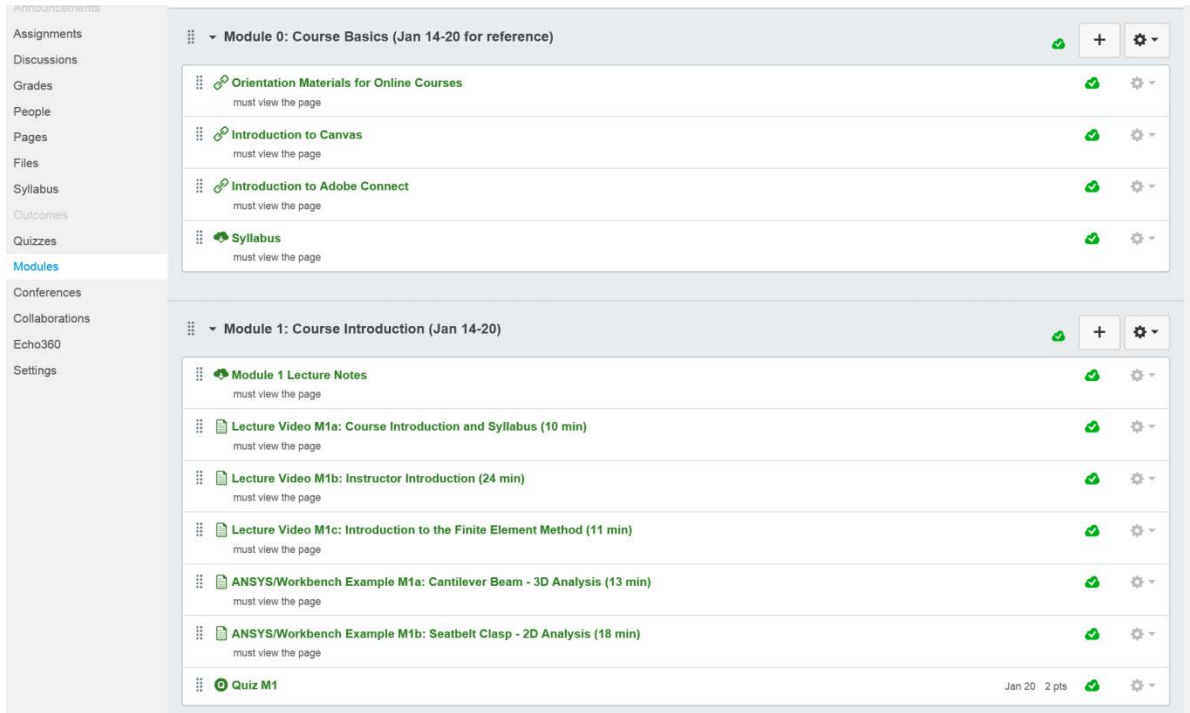 Announcements
Assignments
Discussions
Grades
People
Pages
Files
Syllabus
Outcomes
Quizzes
Modules
Conferences
Collaborations
Echo360
Settings
Module 0: Course Basics (Jan 14-20 for reference)
Orientation Materials for Online Courses
must view the page
Introduction to Canvas
must view the page
Introduction to Adobe Connect
must view the page
Syllabus
must view the page
Module 1: Course Introduction (Jan 14-20)
Module 1 Lecture Notes
must view the page
Lecture Video M1a: Course Introduction and Syllabus (10 min)
must view the page
Lecture Video M1b: Instructor Introduction (24 min)
must view the page
Lecture Video M1c: Introduction to the Finite Element Method (11 min)
must view the page
ANSYS/Workbench Example M1a: Cantilever Beam - 3D Analysis (13 min)
must view the page
ANSYS/Workbench Example M1b: Seatbelt Clasp - 2D Analysis (18 min)
must view the page
Quiz M1 Jan 20 2 pts